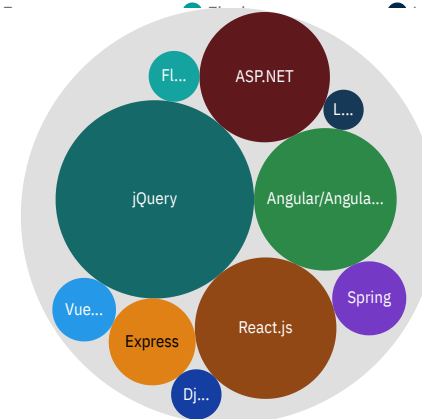 Fl...
ASP.NET
L...
jQuery
Angular/Angula...
Vue...
Express
React.js
Spring
Dj...